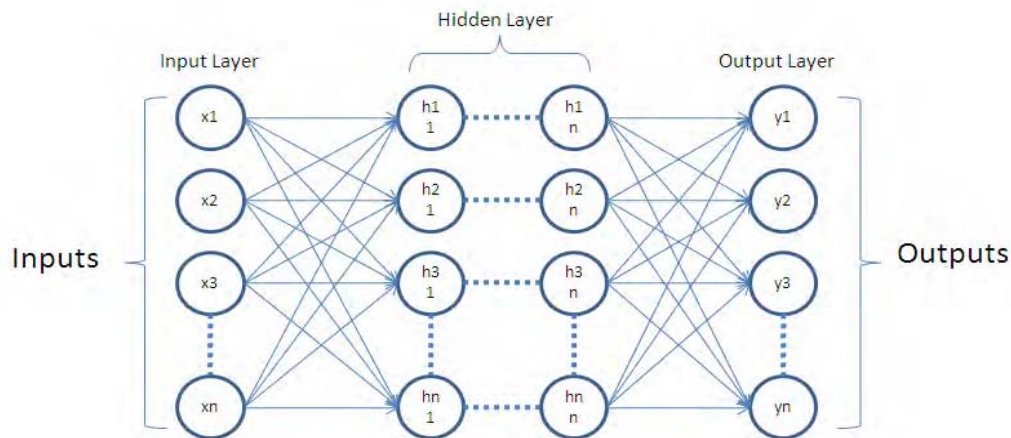 Hidden Layer
Input Layer
Output Layer
x1
h1
1
h1
n
y1
x2
h2
1
h2
n
y2
Inputs
Outputs
x3
h3
1
h3
n
y3
xn
hn
1
hn
n
yn